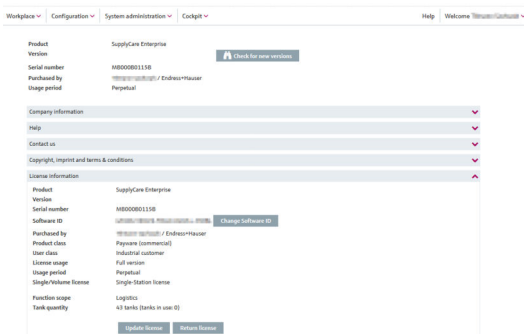 Workplace Configuration System administration Cockpit Help Welcome
Product SupplyCare Enterprise
Version
Check for new versions
Serial number MB000B0115B
Purchased by / Endress+Hauser
Usage period Perpetual
Company information
Help
Contact us
Copyright, imprint and terms & conditions
License information
Product SupplyCare Enterprise
Version
Serial number MB000B0115B
Software ID Change Software ID
Purchased by / Endress+Hauser
Product class Payware (commercial)
User class Industrial customer
License usage Full version
Usage period Perpetual
Single/Volume license Single-Station license
Function scope Logistics
Tank quantity 43 tanks (tanks in use: 0)
Update license Return license